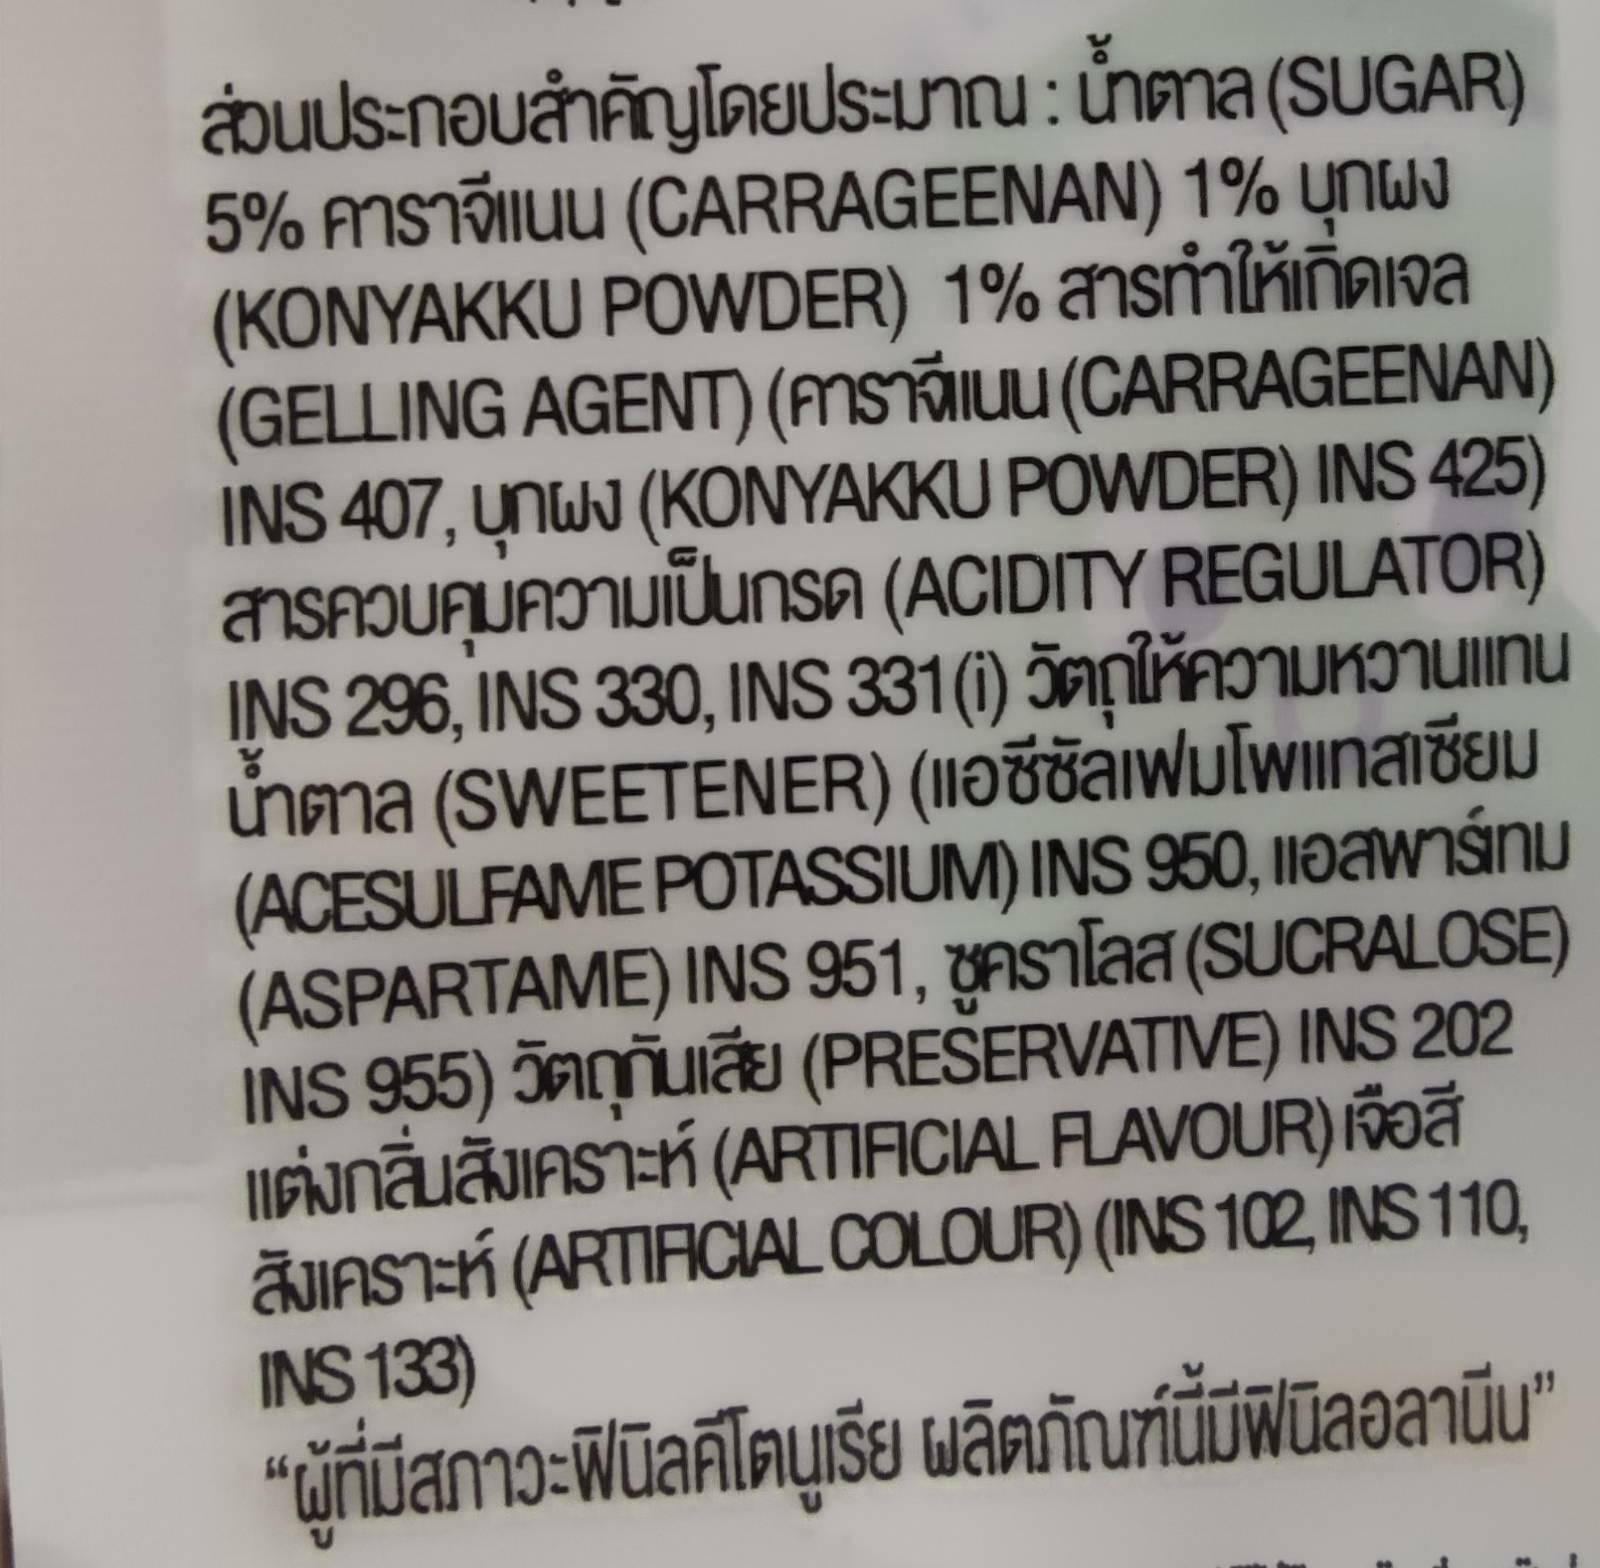 ส่วนประกอบสำคัญโดยประมาณ : น้ำตาล (SUGAR)
5% คาราจีแนน (CARRAGEENAN) 1% บุกผง
(KONYAKKU POWDER) 1% สารทำให้เกิดเจล
(GELLING AGENT) (คาราจีแนน (CARRAGEENAN)
INS 407, บุกผง (KONYAKKU POWDER) INS 425)
สารควบคุมความเป็นกรด (ACIDITY REGULATOR)
INS 296, INS 330, INS 331(i) วัตถุให้ความหวานแทน
น้ำตาล (SWEETENER) (แอซีซัลเฟมโพแทสเซียม
(ACESULFAME POTASSIUM) INS 950, แอสพาร์เทม
(ASPARTAME) INS 951, ซูคราโลส (SUCRALOSE)
INS 955) วัตถุกันเสีย (PRESERVATIVE) INS 202
แต่งกลิ่นสังเคราะห์ (ARTIFICIAL FLAVOUR) เจือสี
สังเคราะห์ (ARTIFICIAL COLOUR) (INS 102, INS 110,
INS 133)
“ผู้ที่มีสภาวะฟินิลคีโตนูเรีย ผลิตภัณฑ์นี้มีฟินิลอลานีน”